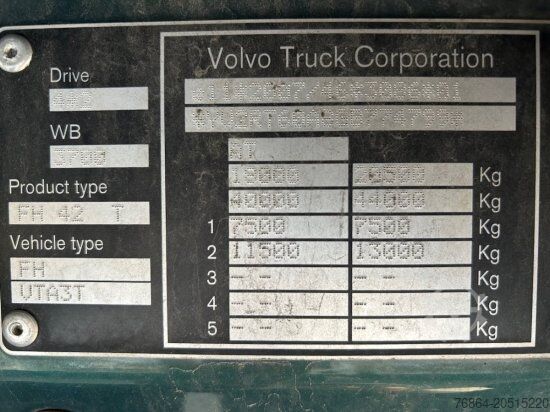 Volvo Truck Corporation
Drive
WB
3700
Product type
FH 42 T
Vehicle type
FH
VTA3T
18000 20500 Kg
40000 44000 Kg
1 7500 7500 Kg
2 11500 13000 Kg
3 -- -- Kg
4 -- -- Kg
5 -- -- Kg
76864-20515220